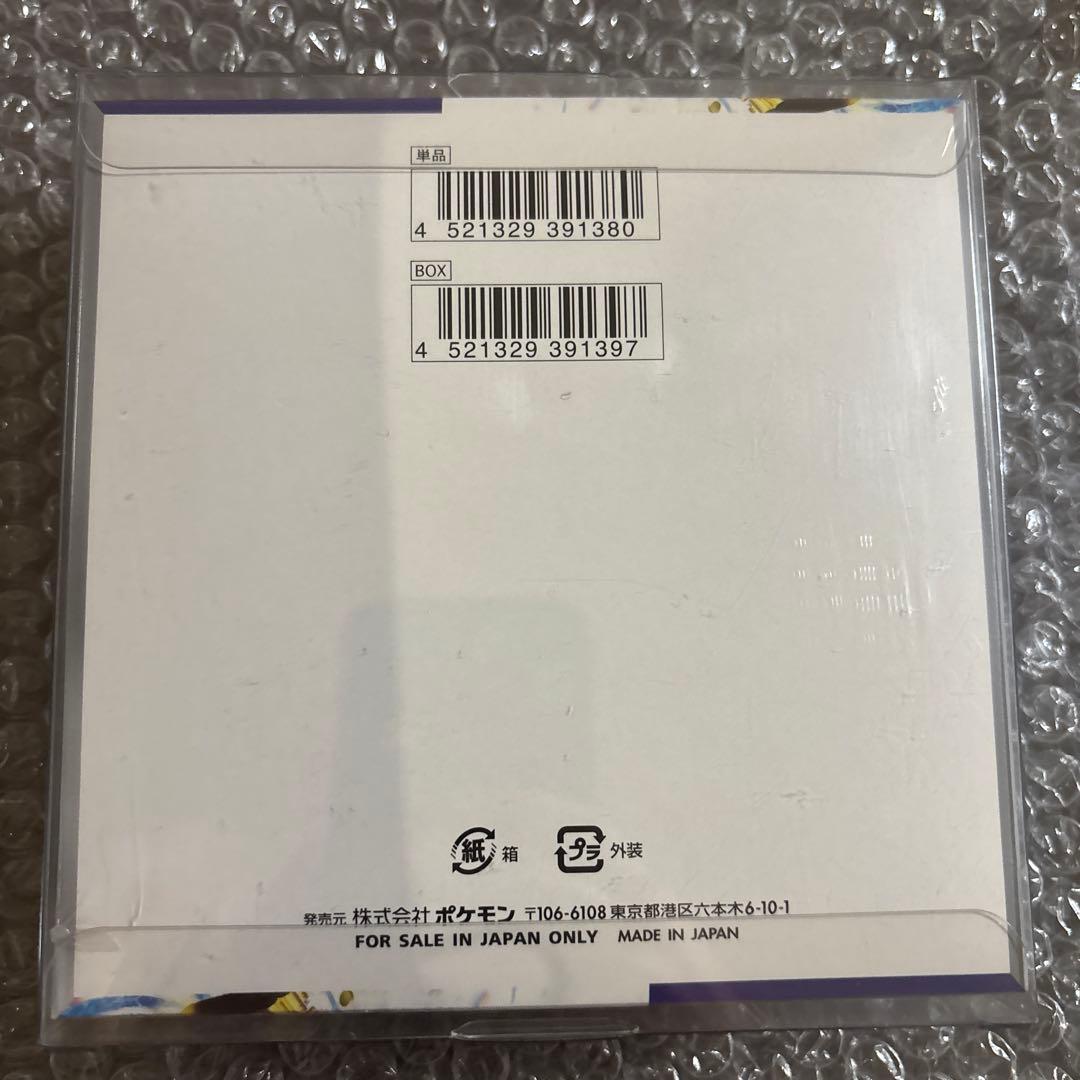 単品
4 521329 391380
BOX
4 521329 391397
紙 箱 プラ 外装
発売元 株式会社 ポケモン 〒106-6108 東京都港区六本木6-10-1
FOR SALE IN JAPAN ONLY MADE IN JAPAN